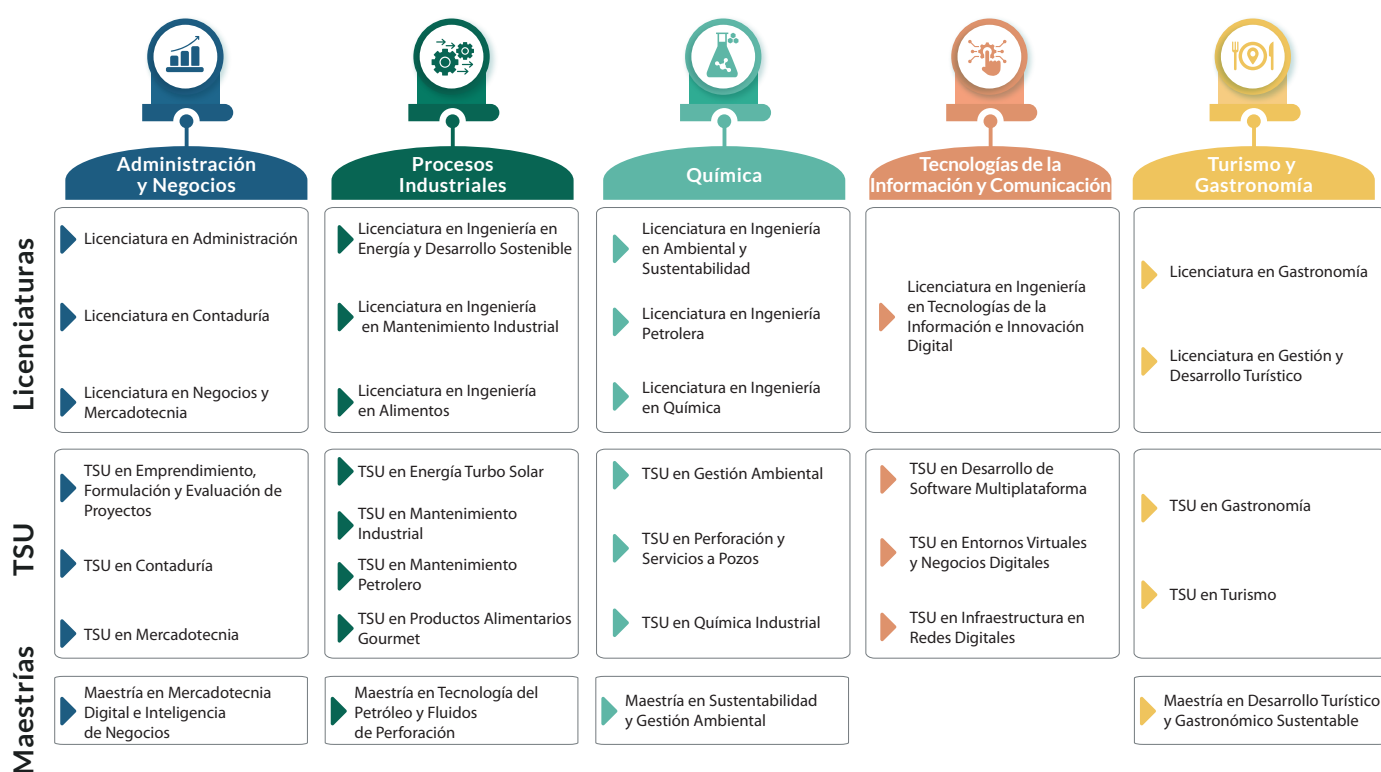 Administración
y Negocios
Procesos
Industriales
Química
Tecnologías de la
Información y Comunicación
Turismo y
Gastronomía
Licenciaturas
Licenciatura en Administración
Licenciatura en Contaduría
Licenciatura en Negocios y
Mercadotecnia
Licenciatura en Ingeniería en
Energía y Desarrollo Sostenible
Licenciatura en Ingeniería
en Mantenimiento Industrial
Licenciatura en Ingeniería
en Alimentos
Licenciatura en Ingeniería
en Ambiental y
Sustentabilidad
Licenciatura en Ingeniería
Petrolera
Licenciatura en Ingeniería
en Química
Licenciatura en Ingeniería
en Tecnologías de la
Información e Innovación
Digital
Licenciatura en Gastronomía
Licenciatura en Gestión y
Desarrollo Turístico
TSU
TSU en Emprendimiento,
Formulación y Evaluación de
Proyectos
TSU en Contaduría
TSU en Mercadotecnia
TSU en Energía Turbo Solar
TSU en Mantenimiento
Industrial
TSU en Mantenimiento
Petrolero
TSU en Productos Alimentarios
Gourmet
TSU en Gestión Ambiental
TSU en Perforación y
Servicios a Pozos
TSU en Química Industrial
TSU en Desarrollo de
Software Multiplataforma
TSU en Entornos Virtuales
y Negocios Digitales
TSU en Infraestructura en
Redes Digitales
TSU en Gastronomía
TSU en Turismo
Maestrías
Maestría en Mercadotecnia
Digital e Inteligencia
de Negocios
Maestría en Tecnología del
Petróleo y Fluidos
de Perforación
Maestría en Sustentabilidad
y Gestión Ambiental
Maestría en Desarrollo Turístico
y Gastronómico Sustentable